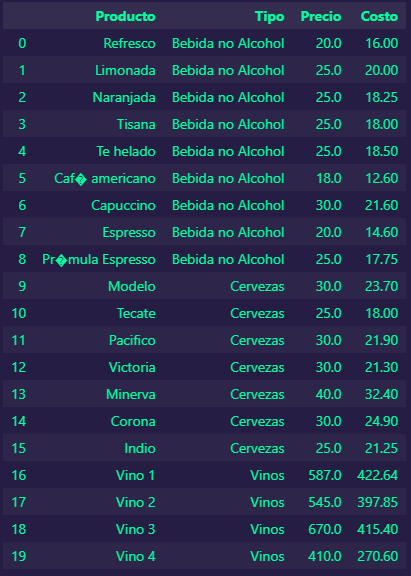 Producto Tipo Precio Costo
0 Refresco Bebida no Alcohol 20.0 16.00
1 Limonada Bebida no Alcohol 25.0 20.00
2 Naranjada Bebida no Alcohol 25.0 18.25
3 Tisana Bebida no Alcohol 25.0 18.00
4 Te helado Bebida no Alcohol 25.0 18.50
5 Caf� americano Bebida no Alcohol 18.0 12.60
6 Capuccino Bebida no Alcohol 30.0 21.60
7 Espresso Bebida no Alcohol 20.0 14.60
8 Pr�mula Espresso Bebida no Alcohol 25.0 17.75
9 Modelo Cervezas 30.0 23.70
10 Tecate Cervezas 25.0 18.00
11 Pacifico Cervezas 30.0 21.90
12 Victoria Cervezas 30.0 21.30
13 Minerva Cervezas 40.0 32.40
14 Corona Cervezas 30.0 24.90
15 Indio Cervezas 25.0 21.25
16 Vino 1 Vinos 587.0 422.64
17 Vino 2 Vinos 545.0 397.85
18 Vino 3 Vinos 670.0 415.40
19 Vino 4 Vinos 410.0 270.60